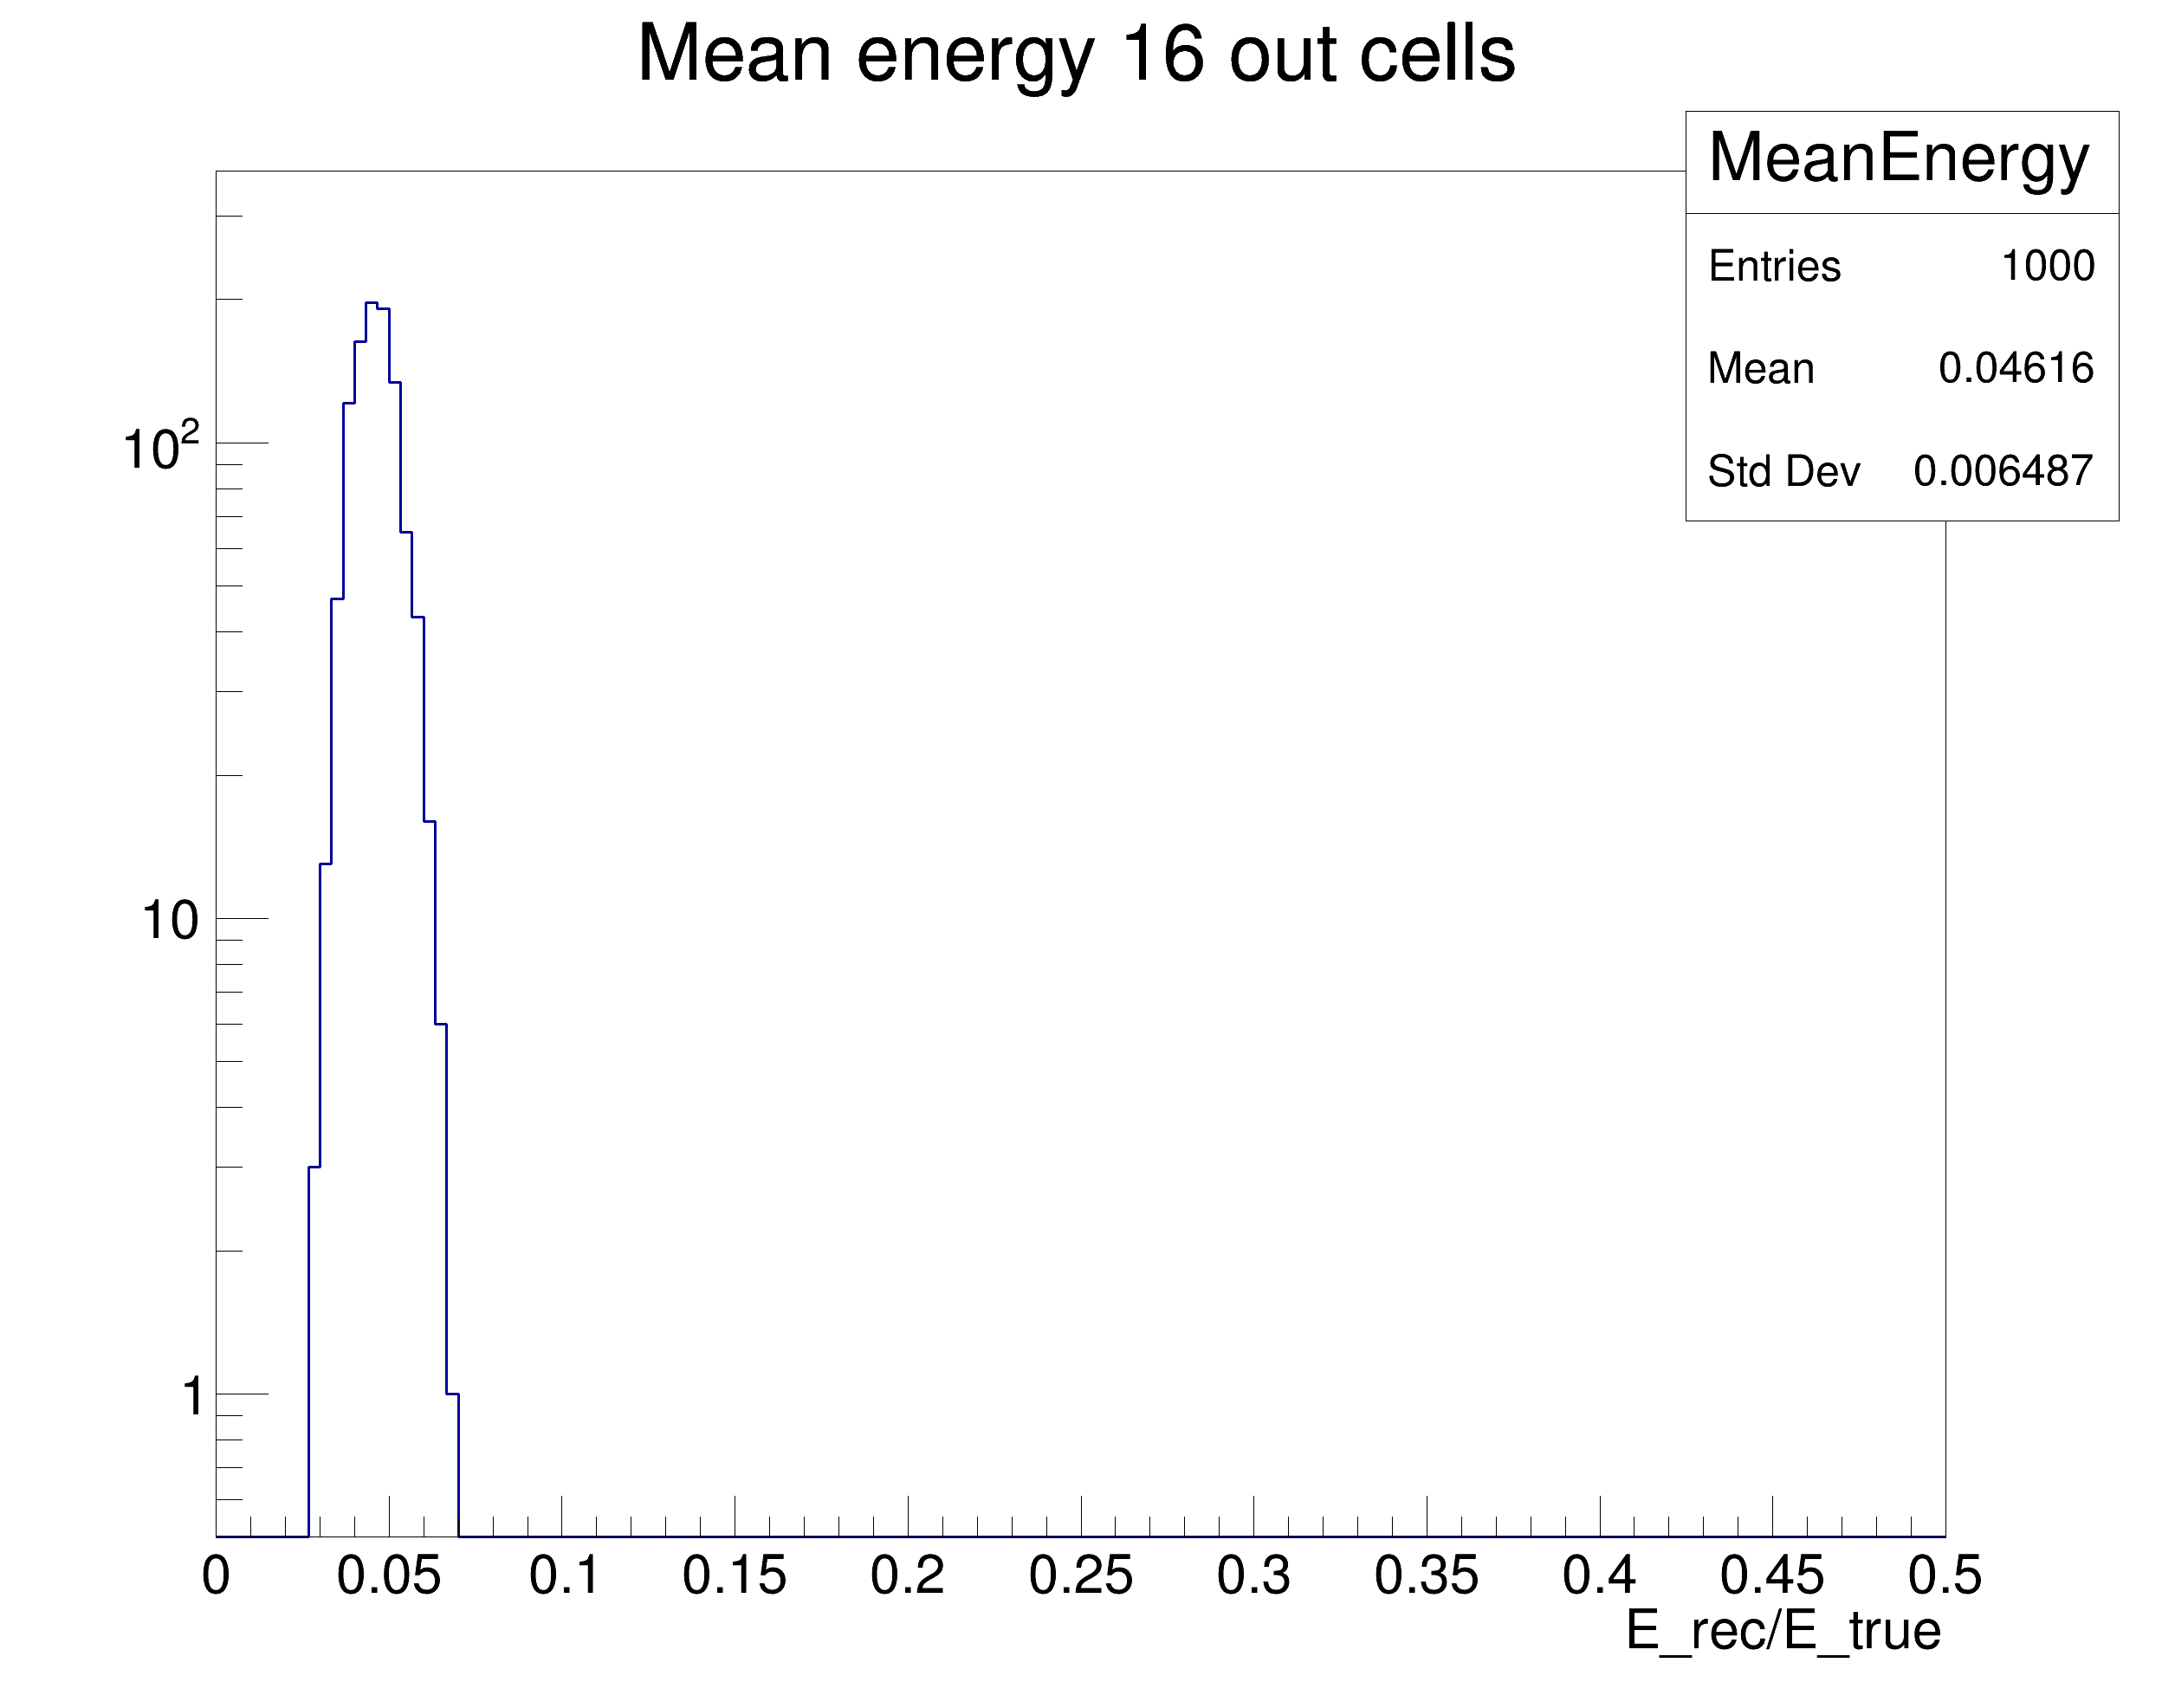 Mean energy 16 out cells
MeanEnergy
Entries 1000
Mean 0.04616
Std Dev 0.006487
10²
10
1
0 0.05 0.1 0.15 0.2 0.25 0.3 0.35 0.4 0.45 0.5
E_rec/E_true